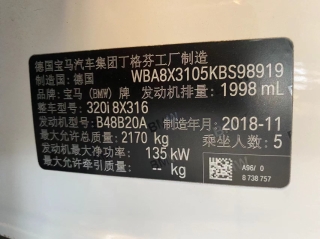 德国宝马汽车集团丁格芬工厂制造
制造国: 德国 WBA8X3105KBS98919
品牌: 宝马 (BMW) 牌 发动机排量: 1998 mL
整车型号: 320i 8X316
发动机型号: B48B20A 制造年月: 2018-11
最大允许总质量: 2170 kg 乘坐人数: 5
发动机最大净功率: 135 kW
最大允许牵引质量: -- kg
A96/ 0
8 738 757